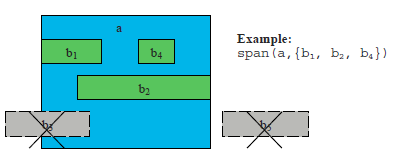 a
Example:
b₁ b₄ span(a,{b₁, b₂, b₄})
b₂
b₃ b₅